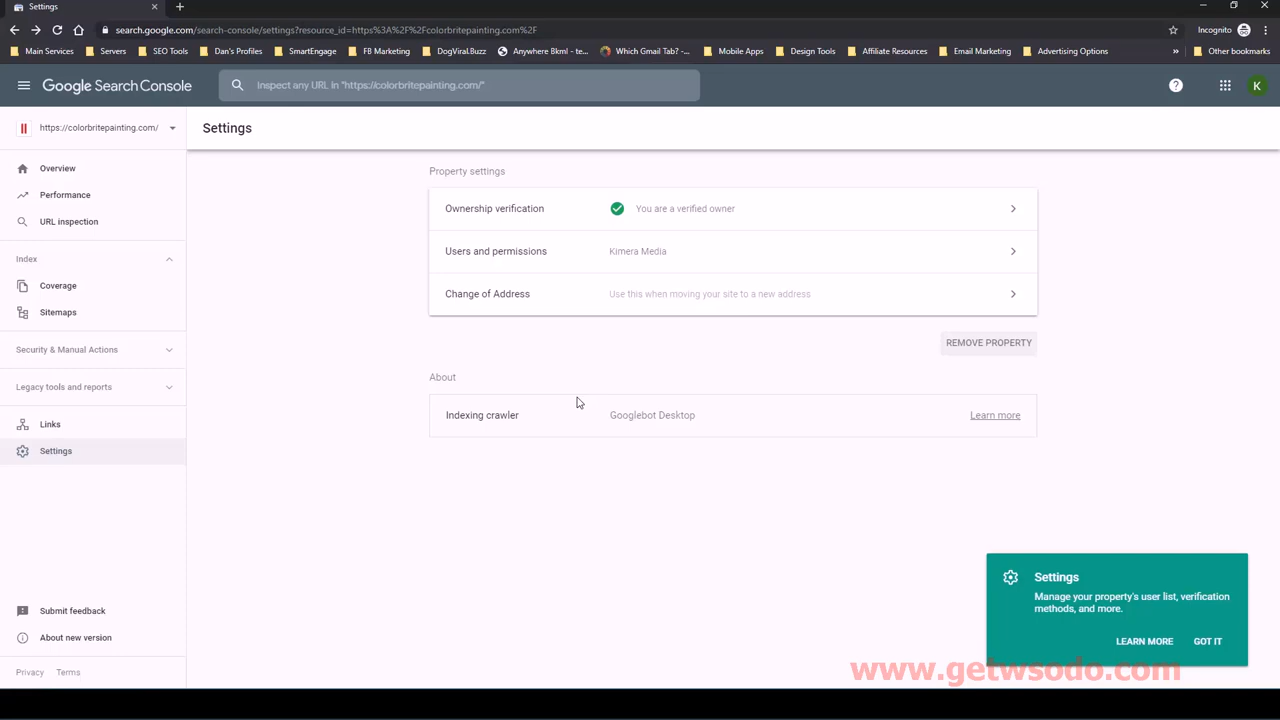 Settings
search.google.com/search-console/settings?resource_id=https%3A%2F%2Fcolorbritepainting.com%2F
Incognito
Main Services
Servers
SEO Tools
Dan's Profiles
SmartEngage
FB Marketing
DogViral.Buzz
Anywhere Bkml - te...
Which Gmail Tab? -...
Mobile Apps
Design Tools
Affiliate Resources
Email Marketing
Advertising Options
Other bookmarks
Google Search Console
Inspect any URL in "https://colorbritepainting.com/"
K
https://colorbritepainting.com/
Settings
Overview
Performance
URL inspection
Index
Coverage
Sitemaps
Security & Manual Actions
Legacy tools and reports
Links
Settings
Submit feedback
About new version
Privacy Terms
Property settings
Ownership verification You are a verified owner
Users and permissions Kimera Media
Change of Address Use this when moving your site to a new address
REMOVE PROPERTY
About
Indexing crawler Googlebot Desktop Learn more
Settings
Manage your property's user list, verification
methods, and more.
LEARN MORE GOT IT
www.getwsodo.com